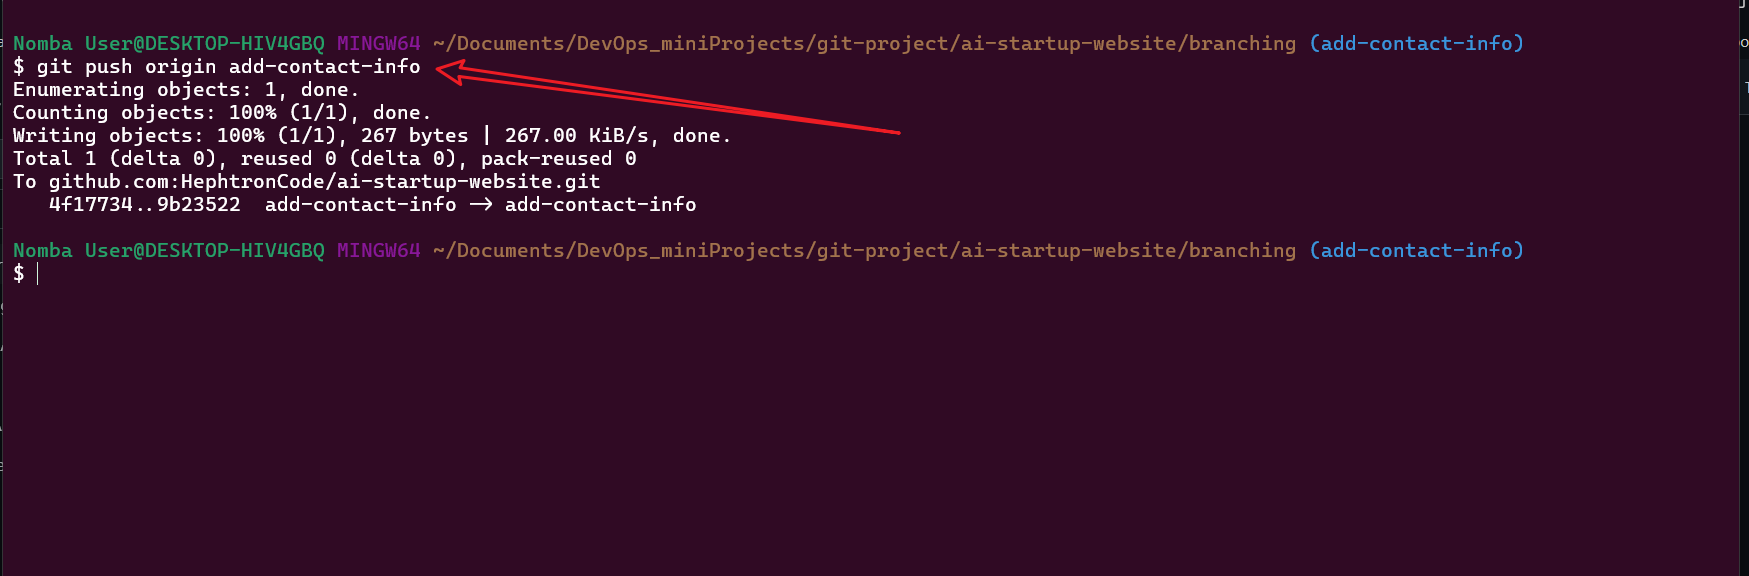 Nomba User@DESKTOP-HIV4GBQ MINGW64 ~/Documents/DevOps_miniProjects/git-project/ai-startup-website/branching (add-contact-info)
$ git push origin add-contact-info
Enumerating objects: 1, done.
Counting objects: 100% (1/1), done.
Writing objects: 100% (1/1), 267 bytes | 267.00 KiB/s, done.
Total 1 (delta 0), reused 0 (delta 0), pack-reused 0
To github.com:HephtronCode/ai-startup-website.git
   4f17734..9b23522  add-contact-info -> add-contact-info
Nomba User@DESKTOP-HIV4GBQ MINGW64 ~/Documents/DevOps_miniProjects/git-project/ai-startup-website/branching (add-contact-info)
$